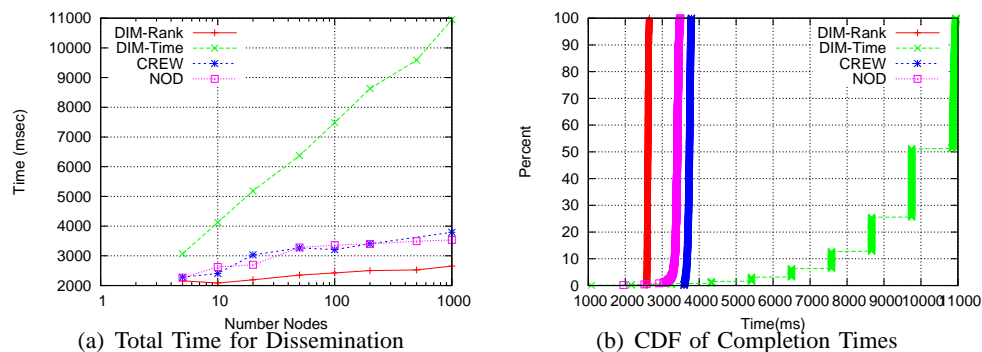 11000
10000
9000
8000
7000
6000
5000
4000
3000
2000
Time (msec)
DIM-Rank
DIM-Time
CREW
NOD
1
10
100
1000
Number Nodes
(a) Total Time for Dissemination
100
90
80
70
60
50
40
30
20
10
0
Percent
DIM-Rank
DIM-Time
CREW
NOD
1000 2000 3000 4000 5000 6000 7000 8000 9000 10000 11000
Time(ms)
(b) CDF of Completion Times